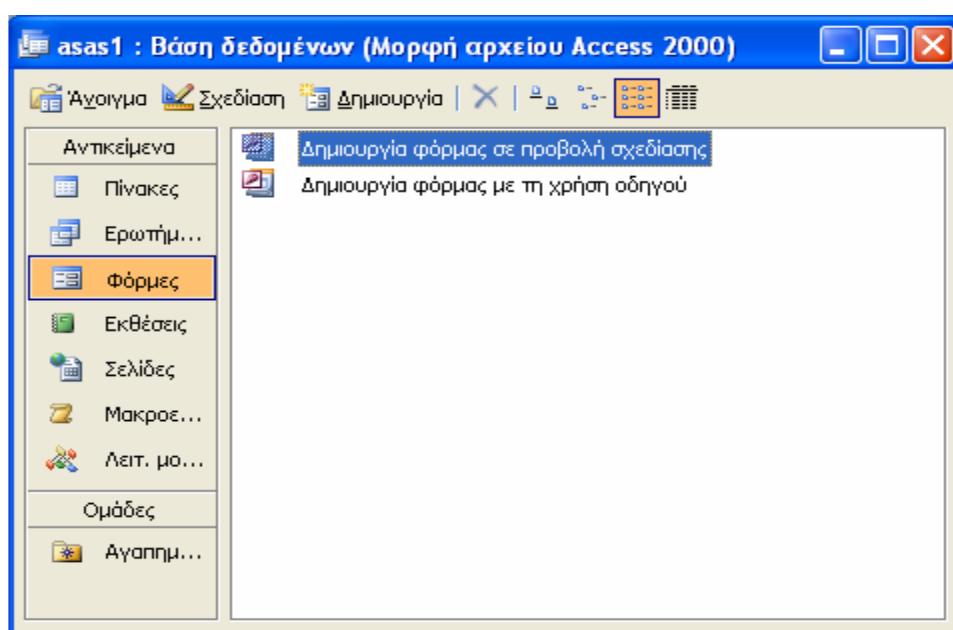 asas1 : Βάση δεδομένων (Μορφή αρχείου Access 2000)
Άνοιγμα Σχεδίαση Δημιουργία
Αντικείμενα
Πίνακες
Ερωτήμ...
Φόρμες
Εκθέσεις
Σελίδες
Μακροε...
Λειτ. μο...
Ομάδες
Αγαπημ...
Δημιουργία φόρμας σε προβολή σχεδίασης
Δημιουργία φόρμας με τη χρήση οδηγού